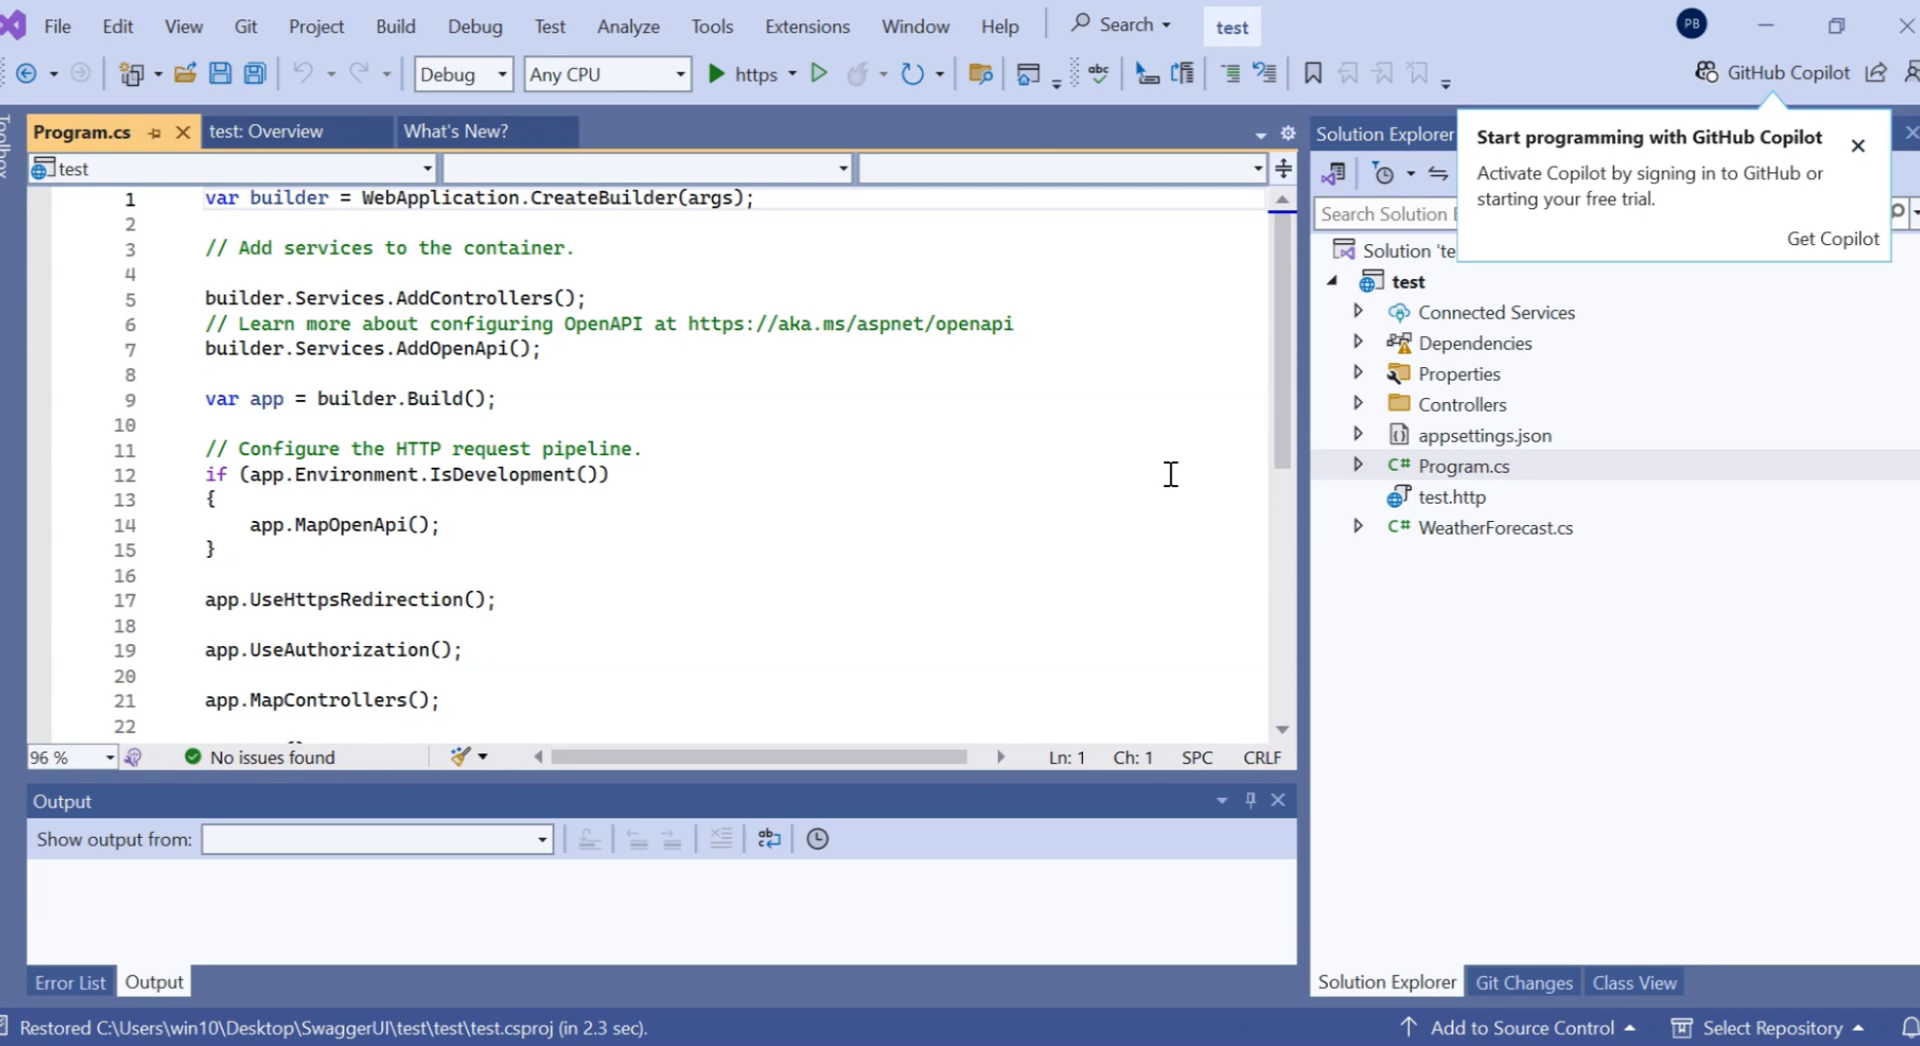 File Edit View Git Project Build Debug Test Analyze Tools Extensions Window Help Search test PB
Debug Any CPU https GitHub Copilot
Toolbox
Program.cs test: Overview What's New?
test
1 var builder = WebApplication.CreateBuilder(args);
2
3 // Add services to the container.
4
5 builder.Services.AddControllers();
6 // Learn more about configuring OpenAPI at https://aka.ms/aspnet/openapi
7 builder.Services.AddOpenApi();
8
9 var app = builder.Build();
10
11 // Configure the HTTP request pipeline.
12 if (app.Environment.IsDevelopment())
13 {
14 app.MapOpenApi();
15 }
16
17 app.UseHttpsRedirection();
18
19 app.UseAuthorization();
20
21 app.MapControllers();
22
96 % No issues found Ln: 1 Ch: 1 SPC CRLF
Output
Show output from:
Error List Output
Solution Explorer
Start programming with GitHub Copilot
Activate Copilot by signing in to GitHub or
starting your free trial.
Get Copilot
Search Solution
Solution 'te
test
Connected Services
Dependencies
Properties
Controllers
appsettings.json
C# Program.cs
test.http
C# WeatherForecast.cs
Solution Explorer Git Changes Class View
Restored C:\Users\win10\Desktop\SwaggerUI\test\test\test.csproj (in 2.3 sec). Add to Source Control Select Repository